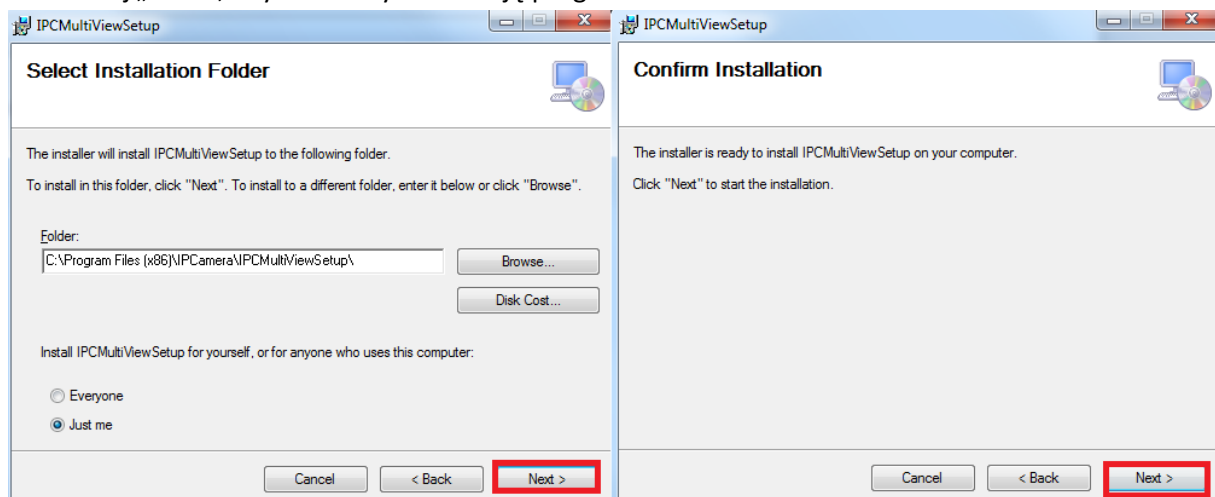 IPCMultiViewSetup
Select Installation Folder
The installer will install IPCMultiViewSetup to the following folder.
To install in this folder, click "Next". To install to a different folder, enter it below or click "Browse".
Folder:
C:\Program Files (x86)\IPCamera\IPCMultiViewSetup\
Browse...
Disk Cost...
Install IPCMultiViewSetup for yourself, or for anyone who uses this computer:
Everyone
Just me
Cancel
< Back
Next >
IPCMultiViewSetup
Confirm Installation
The installer is ready to install IPCMultiViewSetup on your computer.
Click "Next" to start the installation.
Cancel
< Back
Next >